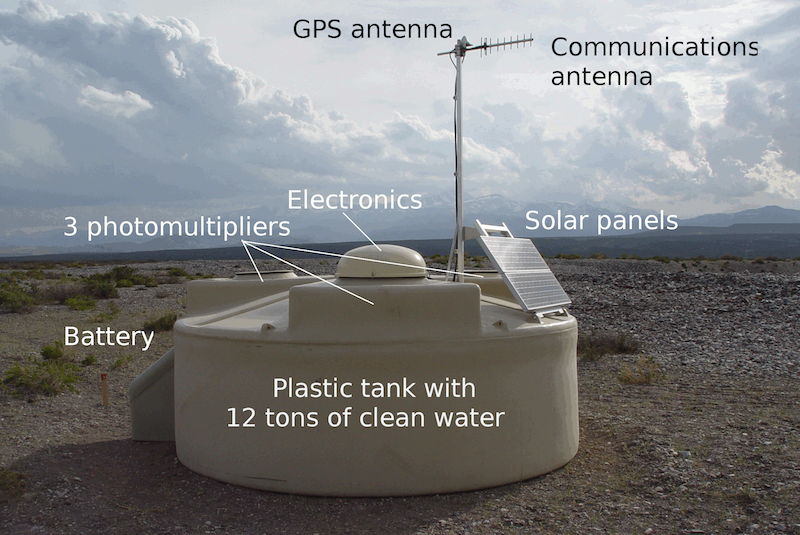 GPS antenna
Communications
antenna
Electronics
3 photomultipliers
Solar panels
Battery
Plastic tank with
12 tons of clean water